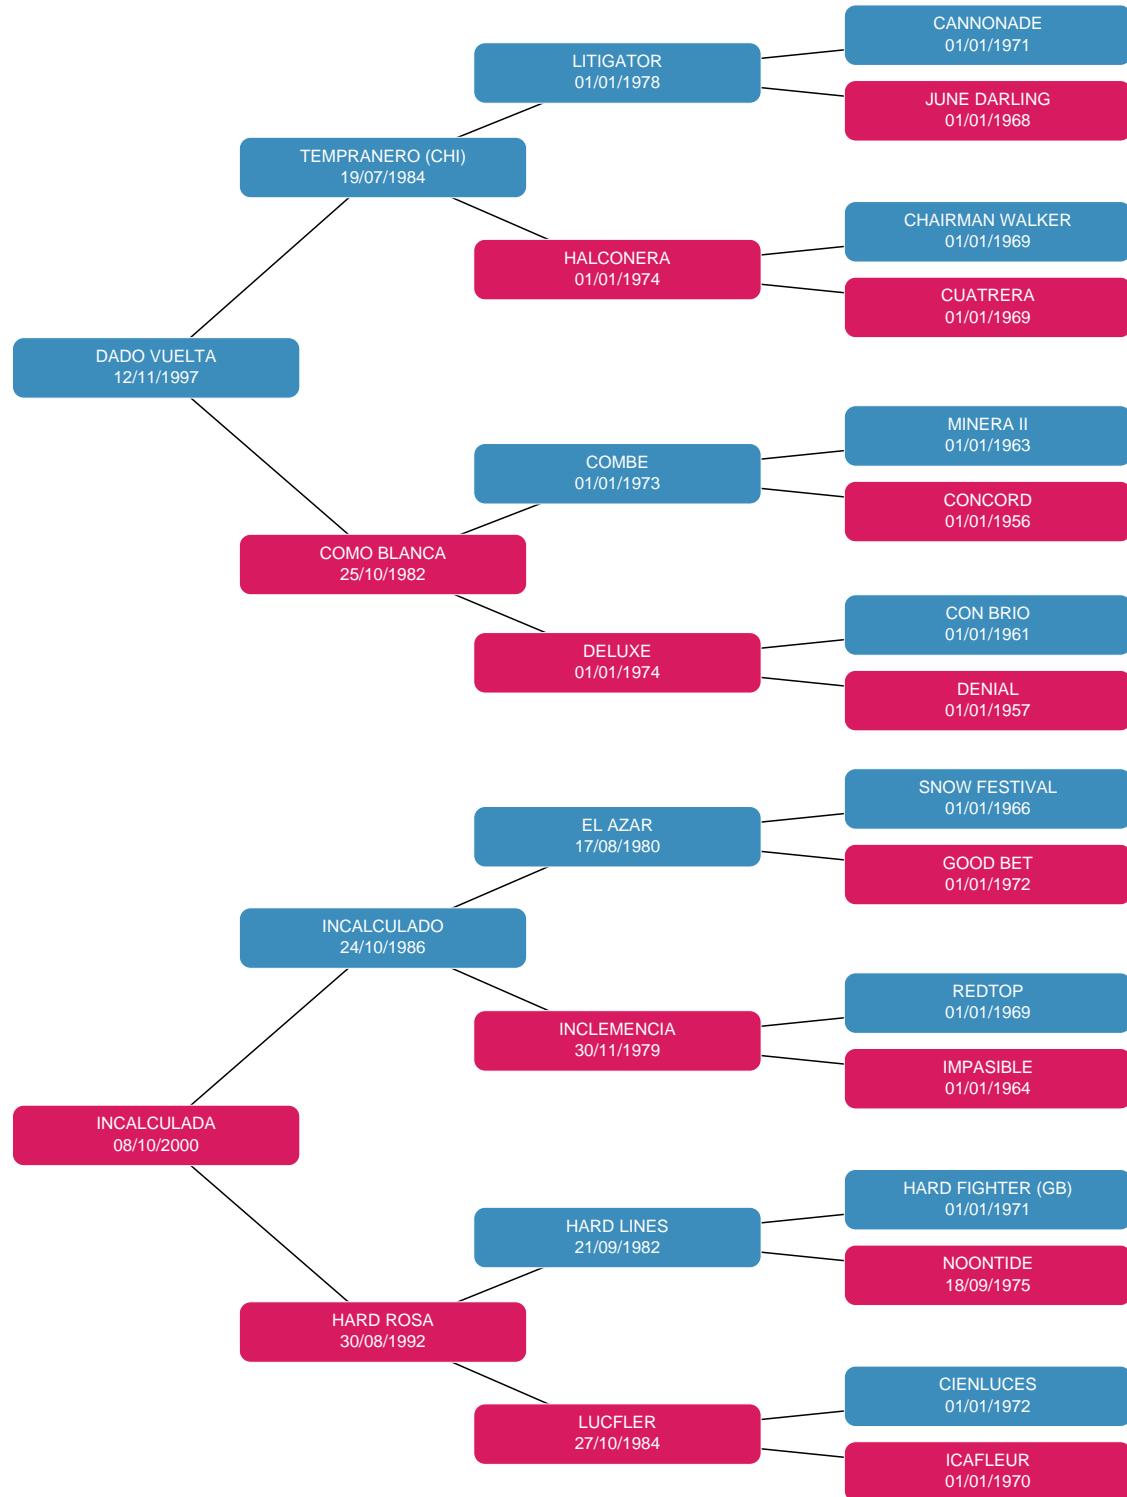 CANNONADE
01/01/1971
LITIGATOR
01/01/1978
JUNE DARLING
01/01/1968
TEMPRANERO (CHI)
19/07/1984
CHAIRMAN WALKER
01/01/1969
HALCONERA
01/01/1974
CUATRERA
01/01/1969
DADO VUELTA
12/11/1997
MINERA II
01/01/1963
COMBE
01/01/1973
CONCORD
01/01/1956
COMO BLANCA
25/10/1982
CON BRIO
01/01/1961
DELUXE
01/01/1974
DENIAL
01/01/1957
SNOW FESTIVAL
01/01/1966
EL AZAR
17/08/1980
GOOD BET
01/01/1972
INCALCULADO
24/10/1986
REDTOP
01/01/1969
INCLEMENCIA
30/11/1979
IMPASIBLE
01/01/1964
INCALCULADA
08/10/2000
HARD FIGHTER (GB)
01/01/1971
HARD LINES
21/09/1982
NOONTIDE
18/09/1975
HARD ROSA
30/08/1992
CIENLUCES
01/01/1972
LUCFLER
27/10/1984
ICAFLEUR
01/01/1970